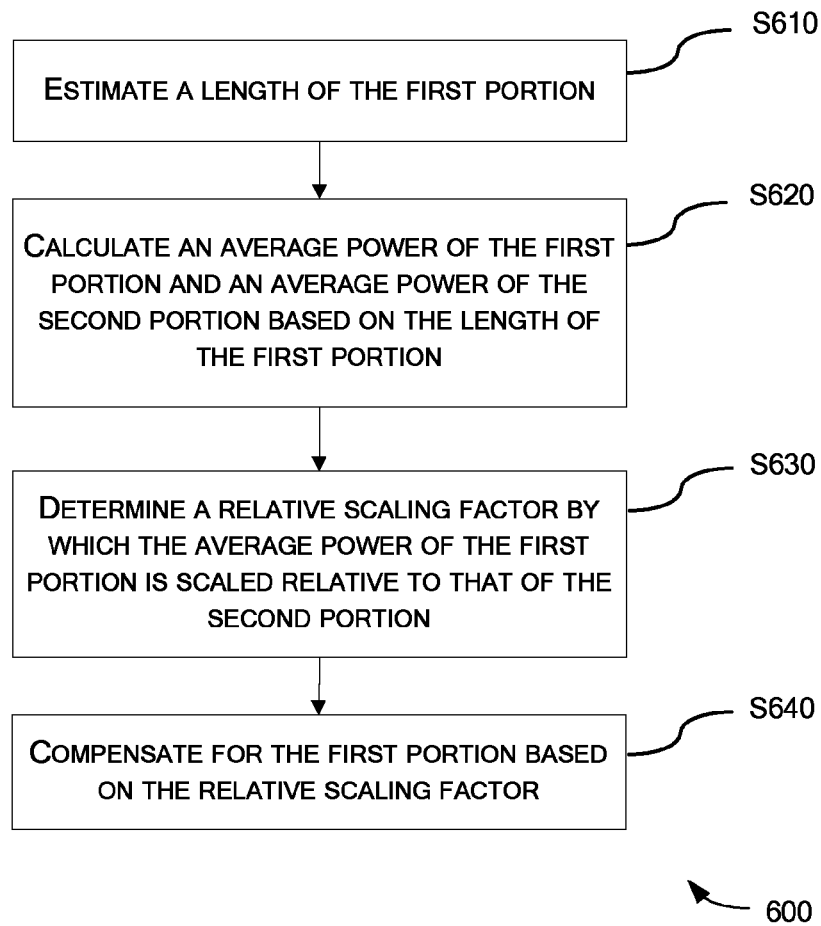 S610
ESTIMATE A LENGTH OF THE FIRST PORTION
S620
CALCULATE AN AVERAGE POWER OF THE FIRST
PORTION AND AN AVERAGE POWER OF THE
SECOND PORTION BASED ON THE LENGTH OF
THE FIRST PORTION
S630
DETERMINE A RELATIVE SCALING FACTOR BY
WHICH THE AVERAGE POWER OF THE FIRST
PORTION IS SCALED RELATIVE TO THAT OF THE
SECOND PORTION
S640
COMPENSATE FOR THE FIRST PORTION BASED
ON THE RELATIVE SCALING FACTOR
600